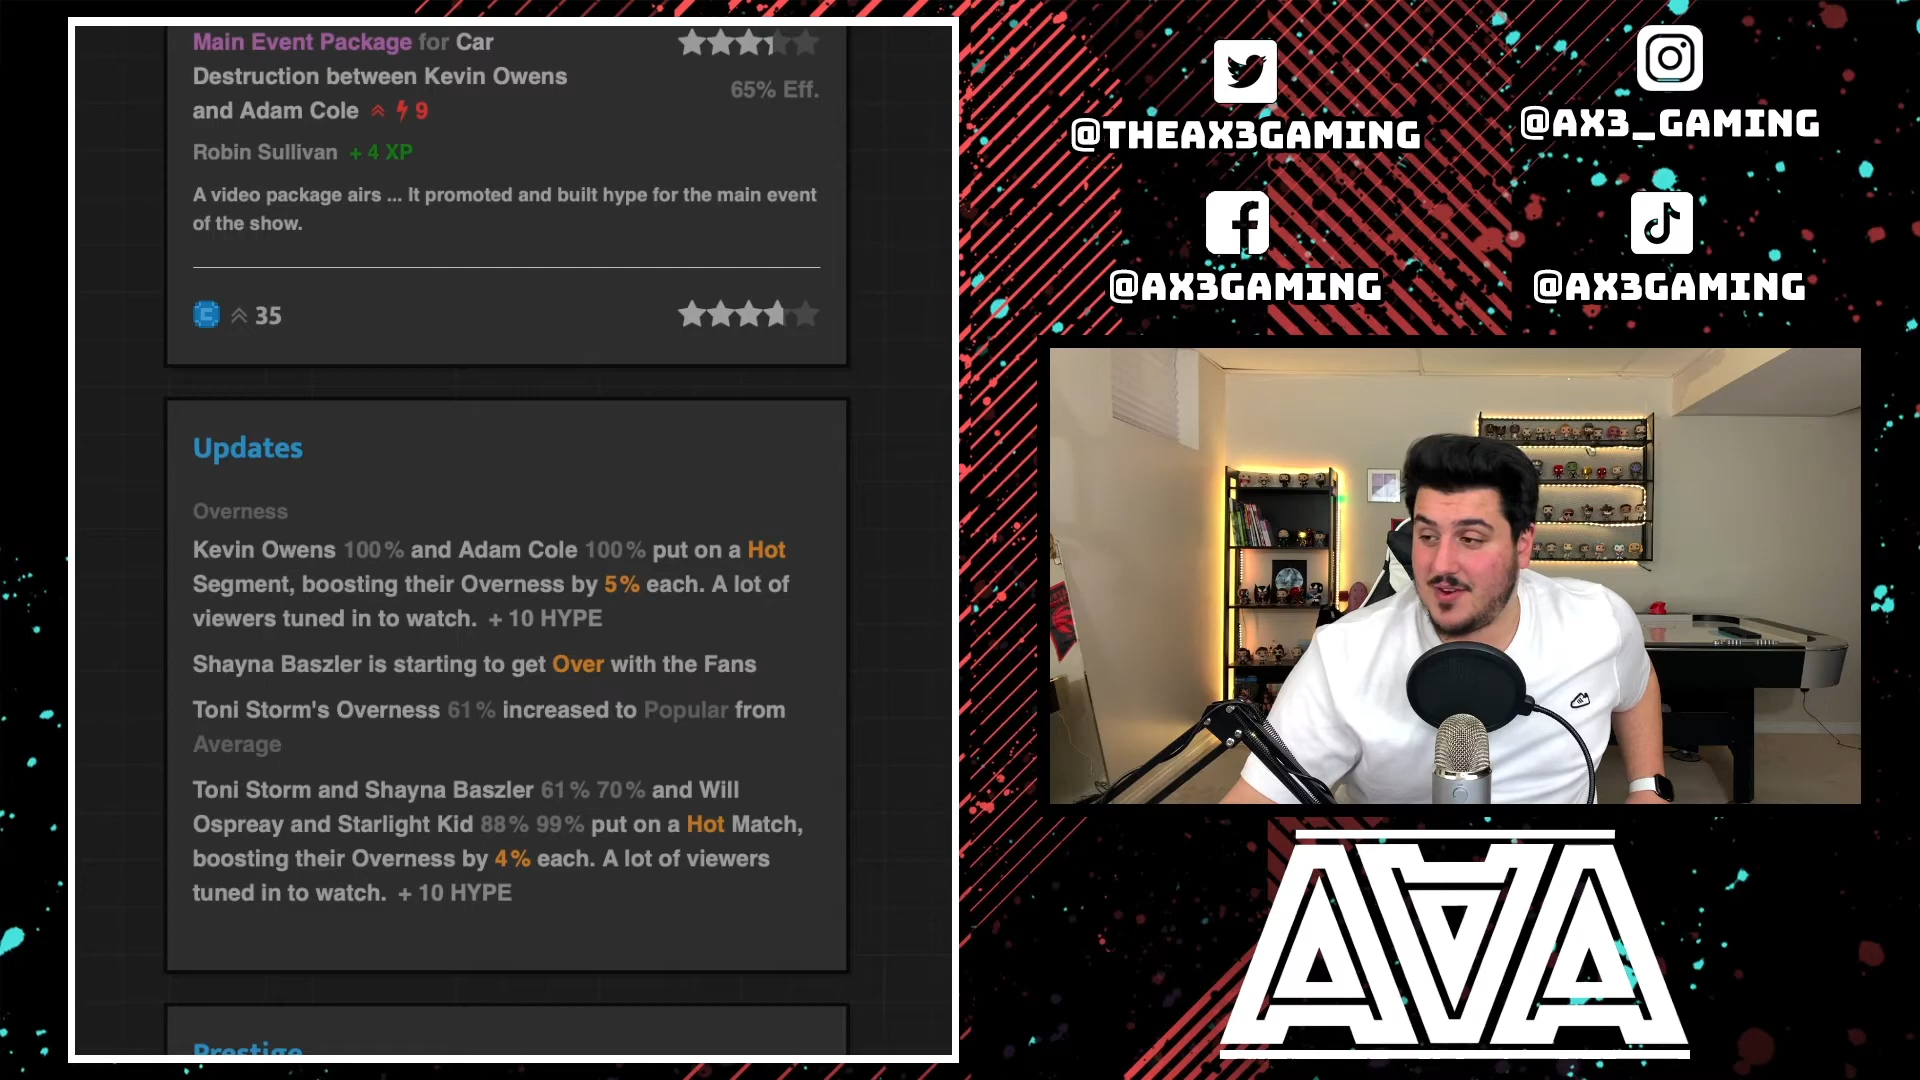 Main Event Package for Car
Destruction between Kevin Owens
and Adam Cole 9
65% Eff.
Robin Sullivan + 4 XP
A video package airs ... It promoted and built hype for the main event
of the show.
35
Updates
Overness
Kevin Owens 100% and Adam Cole 100% put on a Hot
Segment, boosting their Overness by 5% each. A lot of
viewers tuned in to watch. + 10 HYPE
Shayna Baszler is starting to get Over with the Fans
Toni Storm's Overness 61% increased to Popular from
Average
Toni Storm and Shayna Baszler 61% 70% and Will
Ospreay and Starlight Kid 88% 99% put on a Hot Match,
boosting their Overness by 4% each. A lot of viewers
tuned in to watch. + 10 HYPE
Prestige
@THEAX3GAMING
@AX3_GAMING
@AX3GAMING
@AX3GAMING